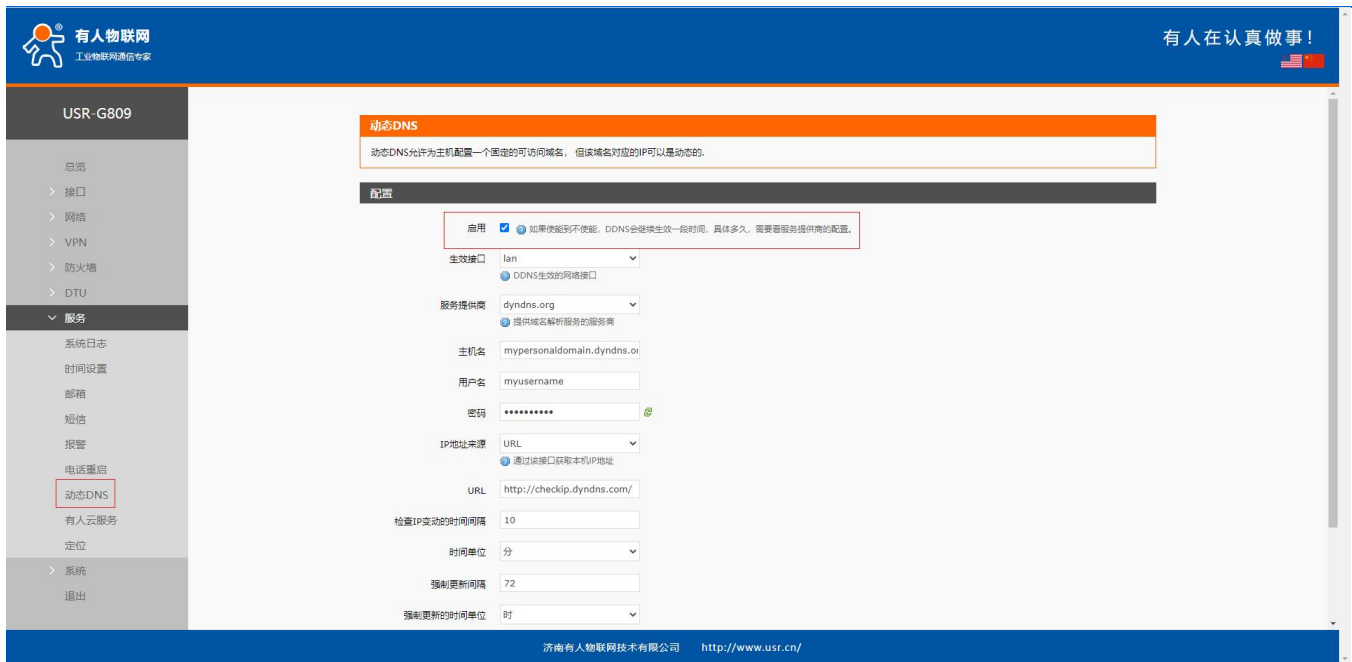 有人物联网
工业物联网通信专家
有人在认真做事!
USR-G809
总览
接口
网络
VPN
防火墙
DTU
服务
系统日志
时间设置
邮箱
短信
报警
电话重启
动态DNS
有人云服务
定位
系统
退出
动态DNS
动态DNS允许为主机配置一个固定的可访问域名, 但该域名对应的IP可以是动态的.
配置
启用 如果使能到不使能, DDNS会继续生效一段时间, 具体多久, 需要看服务提供商的配置。
生效接口 lan
DDNS生效的网络接口
服务提供商 dyndns.org
提供域名解析服务的服务商
主机名 mypersonaldomain.dyndns.or
用户名 myusername
密码 ••••••••••
IP地址来源 URL
通过该接口获取本机IP地址
URL http://checkip.dyndns.com/
检查IP变动的时间间隔 10
时间单位 分
强制更新间隔 72
强制更新的时间单位 时
济南有人物联网技术有限公司 http://www.usr.cn/